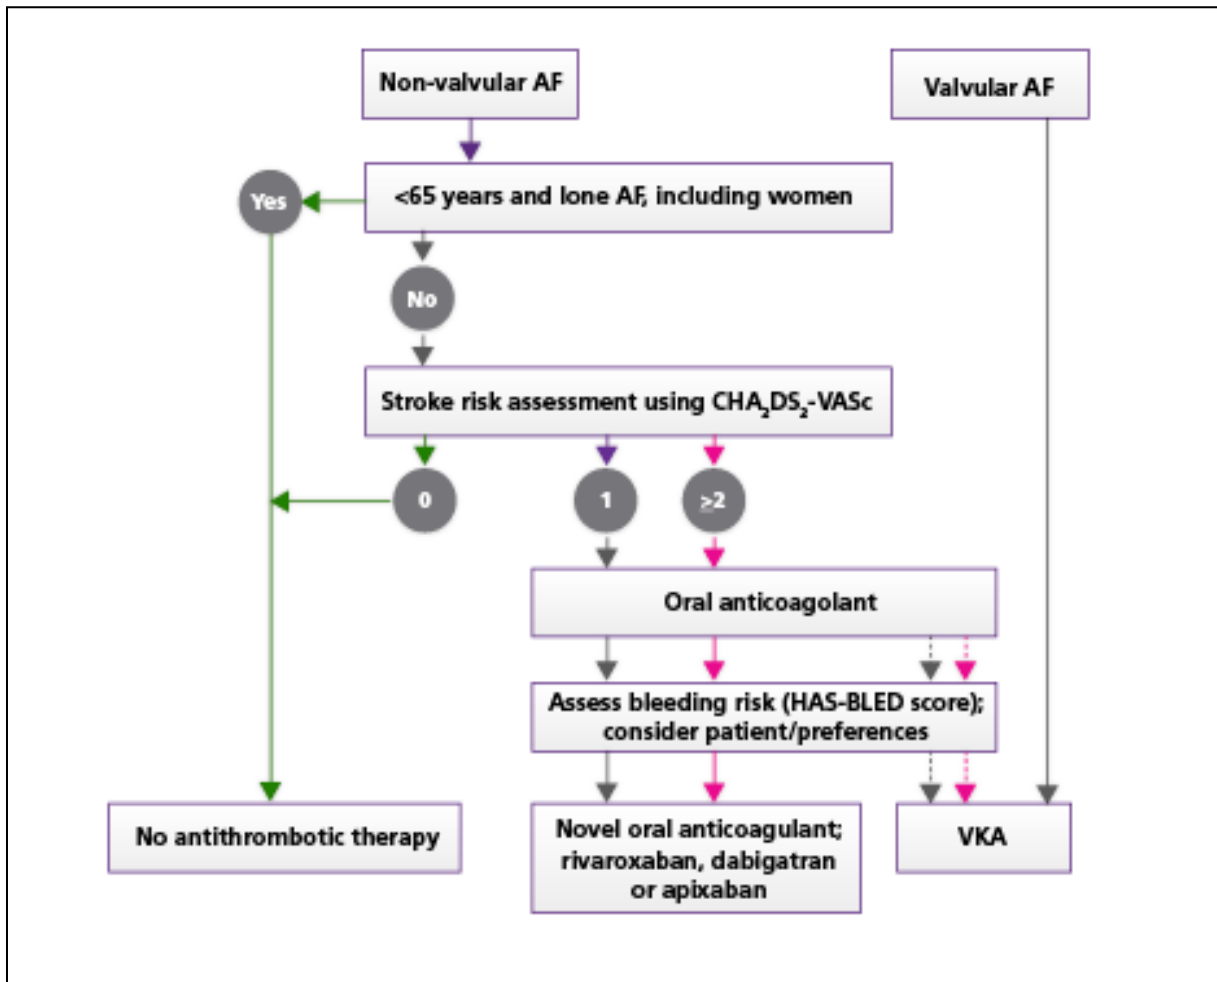 Non-valvular AF
Valvular AF
<65 years and lone AF, including women
Yes
No
Stroke risk assessment using CHA₂DS₂-VASc
0
1
≥2
Oral anticoagolant
Assess bleeding risk (HAS-BLED score);
consider patient/preferences
No antithrombotic therapy
Novel oral anticoagulant;
rivaroxaban, dabigatran
or apixaban
VKA